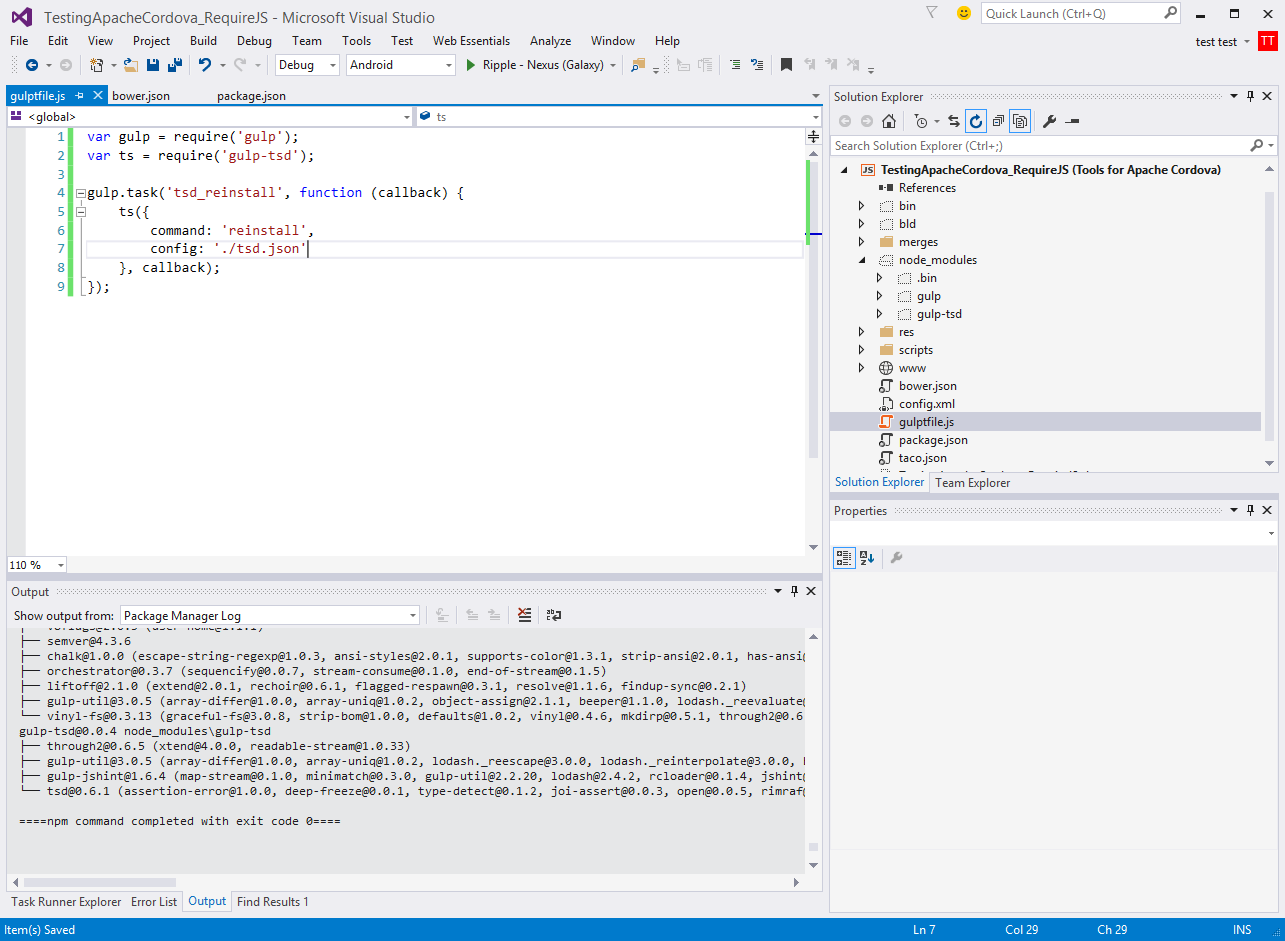 TestingApacheCordova_RequireJS - Microsoft Visual Studio
Quick Launch (Ctrl+Q)
File Edit View Project Build Debug Team Tools Test Web Essentials Analyze Window Help
test test TT
Debug Android Ripple - Nexus (Galaxy)
gulptfile.js bower.json package.json
<global> ts
1 var gulp = require('gulp');
2 var ts = require('gulp-tsd');
3
4 gulp.task('tsd_reinstall', function (callback) {
5 ts({
6 command: 'reinstall',
7 config: './tsd.json'
8 }, callback);
9 });
110 %
Output
Show output from: Package Manager Log
├── semver@4.3.6
├── chalk@1.0.0 (escape-string-regexp@1.0.3, ansi-styles@2.0.1, supports-color@1.3.1, strip-ansi@2.0.1, has-ansi@
├── orchestrator@0.3.7 (sequencify@0.0.7, stream-consume@0.1.0, end-of-stream@0.1.5)
├── liftoff@2.1.0 (extend@2.0.1, rechoir@0.6.1, flagged-respawn@0.3.1, resolve@1.1.6, findup-sync@0.2.1)
├── gulp-util@3.0.5 (array-differ@1.0.0, array-uniq@1.0.2, object-assign@2.1.1, beeper@1.1.0, lodash._reevaluate@
└── vinyl-fs@0.3.13 (graceful-fs@3.0.8, strip-bom@1.0.0, defaults@1.0.2, vinyl@0.4.6, mkdirp@0.5.1, through2@0.6
gulp-tsd@0.0.4 node_modules\gulp-tsd
├── through2@0.6.5 (xtend@4.0.0, readable-stream@1.0.33)
├── gulp-util@3.0.5 (array-differ@1.0.0, array-uniq@1.0.2, lodash._reescape@3.0.0, lodash._reinterpolate@3.0.0,
├── gulp-jshint@1.6.4 (map-stream@0.1.0, minimatch@0.3.0, gulp-util@2.2.20, lodash@2.4.2, rcloader@0.1.4, jshint@
└── tsd@0.6.1 (assertion-error@1.0.0, deep-freeze@0.0.1, type-detect@0.1.2, joi-assert@0.0.3, open@0.0.5, rimraf@
====npm command completed with exit code 0====
Task Runner Explorer Error List Output Find Results 1
Solution Explorer
Search Solution Explorer (Ctrl+;)
JS TestingApacheCordova_RequireJS (Tools for Apache Cordova)
References
bin
bld
merges
node_modules
.bin
gulp
gulp-tsd
res
scripts
www
bower.json
config.xml
gulptfile.js
package.json
taco.json
Solution Explorer Team Explorer
Properties
Item(s) Saved Ln 7 Col 29 Ch 29 INS